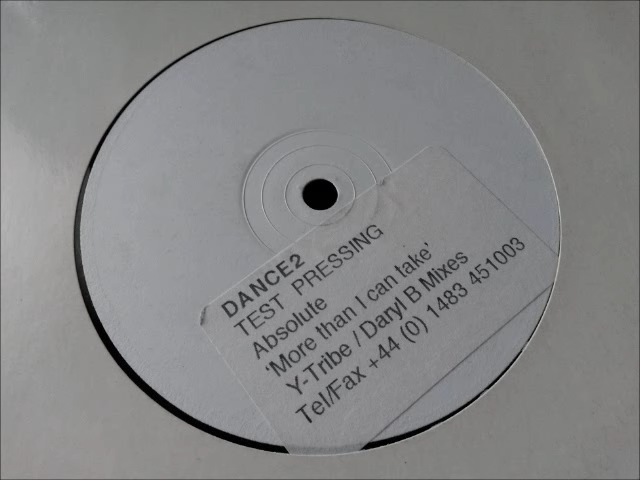 DANCE2
TEST PRESSING
Absolute
'More than I can take'
Y-Tribe / Daryl B Mixes
Tel/Fax +44 (0) 1483 451003